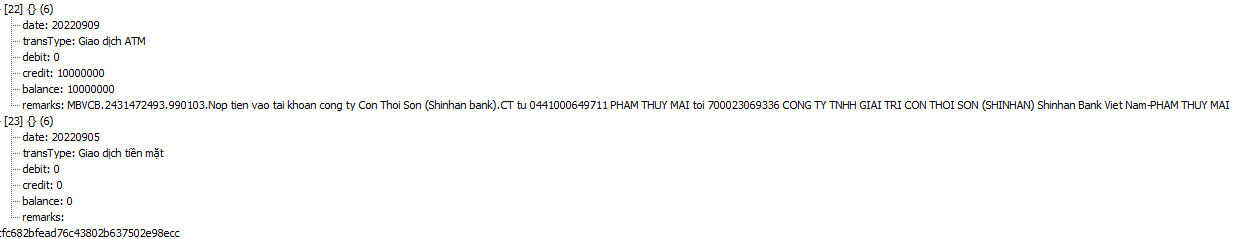 [22] {} (6)
date: 20220909
transType: Giao dịch ATM
debit: 0
credit: 10000000
balance: 10000000
remarks: MBVCB.2431472493.990103.Nop tien vao tai khoan cong ty Con Thoi Son (Shinhan bank).CT tu 0441000649711 PHAM THUY MAI toi 700023069336 CONG TY TNHH GIAI TRI CON THOI SON (SHINHAN) Shinhan Bank Viet Nam-PHAM THUY MAI
[23] {} (6)
date: 20220905
transType: Giao dịch tiền mặt
debit: 0
credit: 0
balance: 0
remarks:
fc682bfead76c43802b637502e98ecc